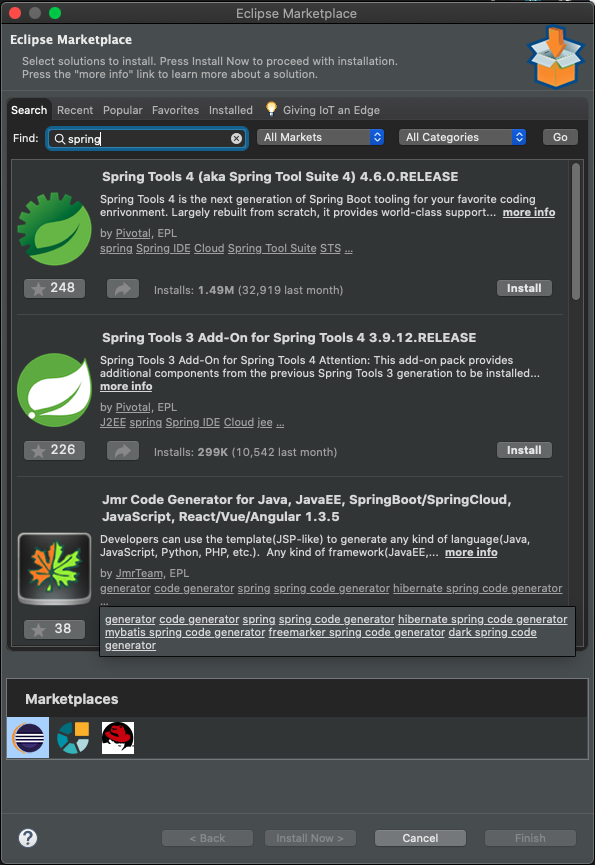 Eclipse Marketplace
Eclipse Marketplace
Select solutions to install. Press Install Now to proceed with installation.
Press the "more info" link to learn more about a solution.
Search Recent Popular Favorites Installed Giving IoT an Edge
Find: spring All Markets All Categories Go
Spring Tools 4 (aka Spring Tool Suite 4) 4.6.0.RELEASE
Spring Tools 4 is the next generation of Spring Boot tooling for your favorite coding
enrivonment. Largely rebuilt from scratch, it provides world-class support... more info
by Pivotal, EPL
spring Spring IDE Cloud Spring Tool Suite STS ...
248 Installs: 1.49M (32,919 last month) Install
Spring Tools 3 Add-On for Spring Tools 4 3.9.12.RELEASE
Spring Tools 3 Add-On for Spring Tools 4 Attention: This add-on pack provides
additional components from the previous Spring Tools 3 generation to be installed...
more info
by Pivotal, EPL
J2EE spring Spring IDE Cloud jee ...
226 Installs: 299K (10,542 last month) Install
Jmr Code Generator for Java, JavaEE, SpringBoot/SpringCloud,
JavaScript, React/Vue/Angular 1.3.5
Developers can use the template(JSP-like) to generate any kind of language(Java,
JavaScript, Python, PHP, etc.). Any kind of framework(JavaEE,... more info
by JmrTeam, EPL
generator code generator spring spring code generator hibernate spring code generator
...
38
generator code generator spring spring code generator hibernate spring code generator
mybatis spring code generator freemarker spring code generator dark spring code
generator
Marketplaces
? < Back Install Now > Cancel Finish